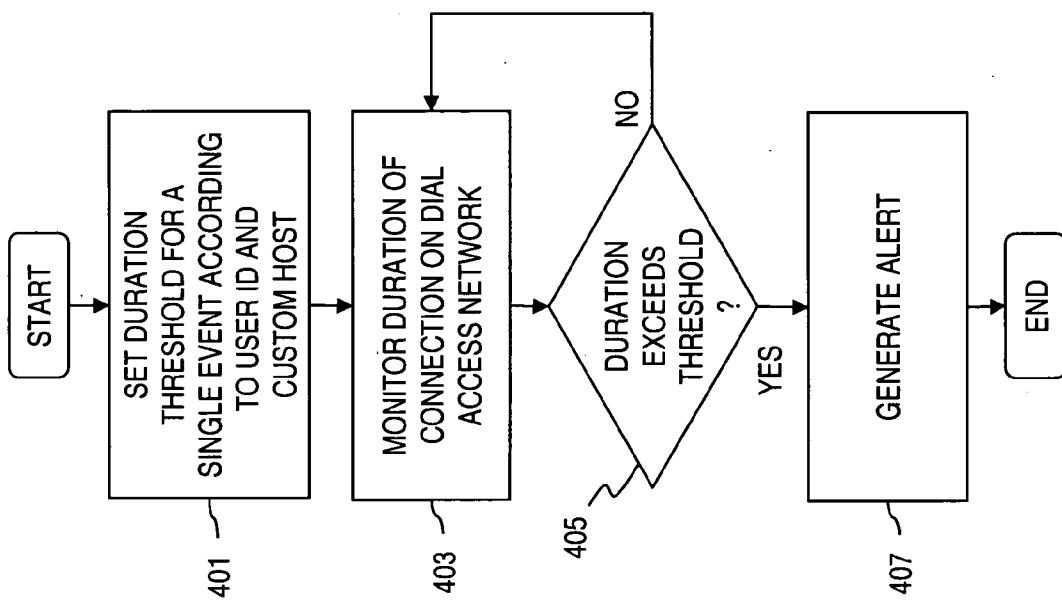 START
SET DURATION
THRESHOLD FOR A
SINGLE EVENT ACCORDING
TO USER ID AND
CUSTOM HOST
401
MONITOR DURATION OF
CONNECTION ON DIAL
ACCESS NETWORK
403
DURATION
EXCEEDS
THRESHOLD
?
405
NO
YES
GENERATE ALERT
407
END